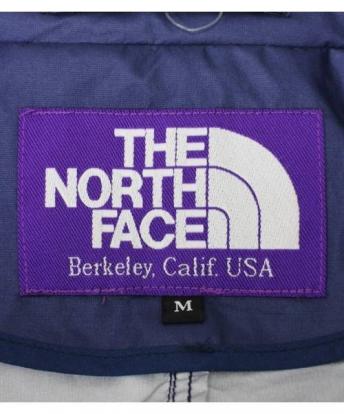 THE
NORTH
FACE
Berkeley, Calif. USA
M